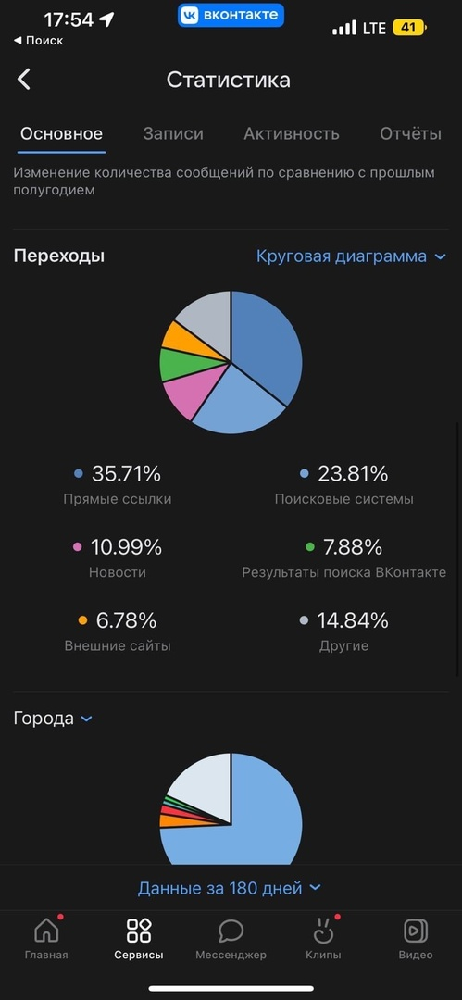 17:54
вконтакте
LTE
41
◀ Поиск
Статистика
Основное
Записи
Активность
Отчёты
Изменение количества сообщений по сравнению с прошлым
полугодием
Переходы
Круговая диаграмма
35.71%
23.81%
Прямые ссылки
Поисковые системы
10.99%
7.88%
Новости
Результаты поиска ВКонтакте
6.78%
14.84%
Внешние сайты
Другие
Города
Данные за 180 дней
Главная
Сервисы
Мессенджер
Клипы
Видео